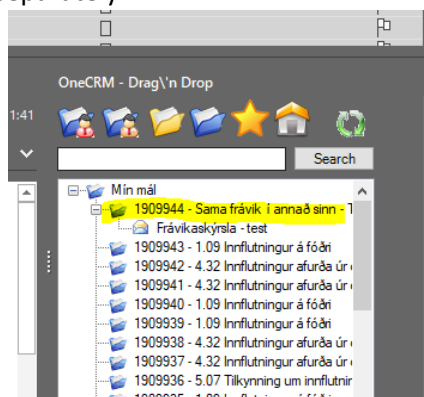 OneCRM - Drag\'n Drop
1:41
Search
Mín mál
1909944 - Sama frávik í annað sinn - T
Frávikaskýrsla - test
1909943 - 1.09 Innflutningur á fóðri
1909942 - 4.32 Innflutningur afurða úr
1909941 - 4.32 Innflutningur afurða úr
1909940 - 1.09 Innflutningur á fóðri
1909939 - 1.09 Innflutningur á fóðri
1909938 - 4.32 Innflutningur afurða úr
1909937 - 4.32 Innflutningur afurða úr
1909936 - 5.07 Tilkynning um innflutnin